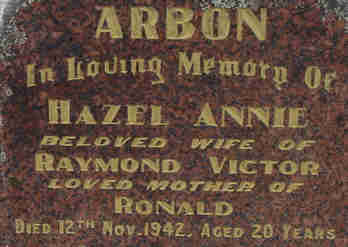 ARBON
In Loving Memory Of
HAZEL ANNIE
BELOVED WIFE OF
RAYMOND VICTOR
LOVED MOTHER OF
RONALD
DIED 12TH NOV. 1942. AGED 20 YEARS